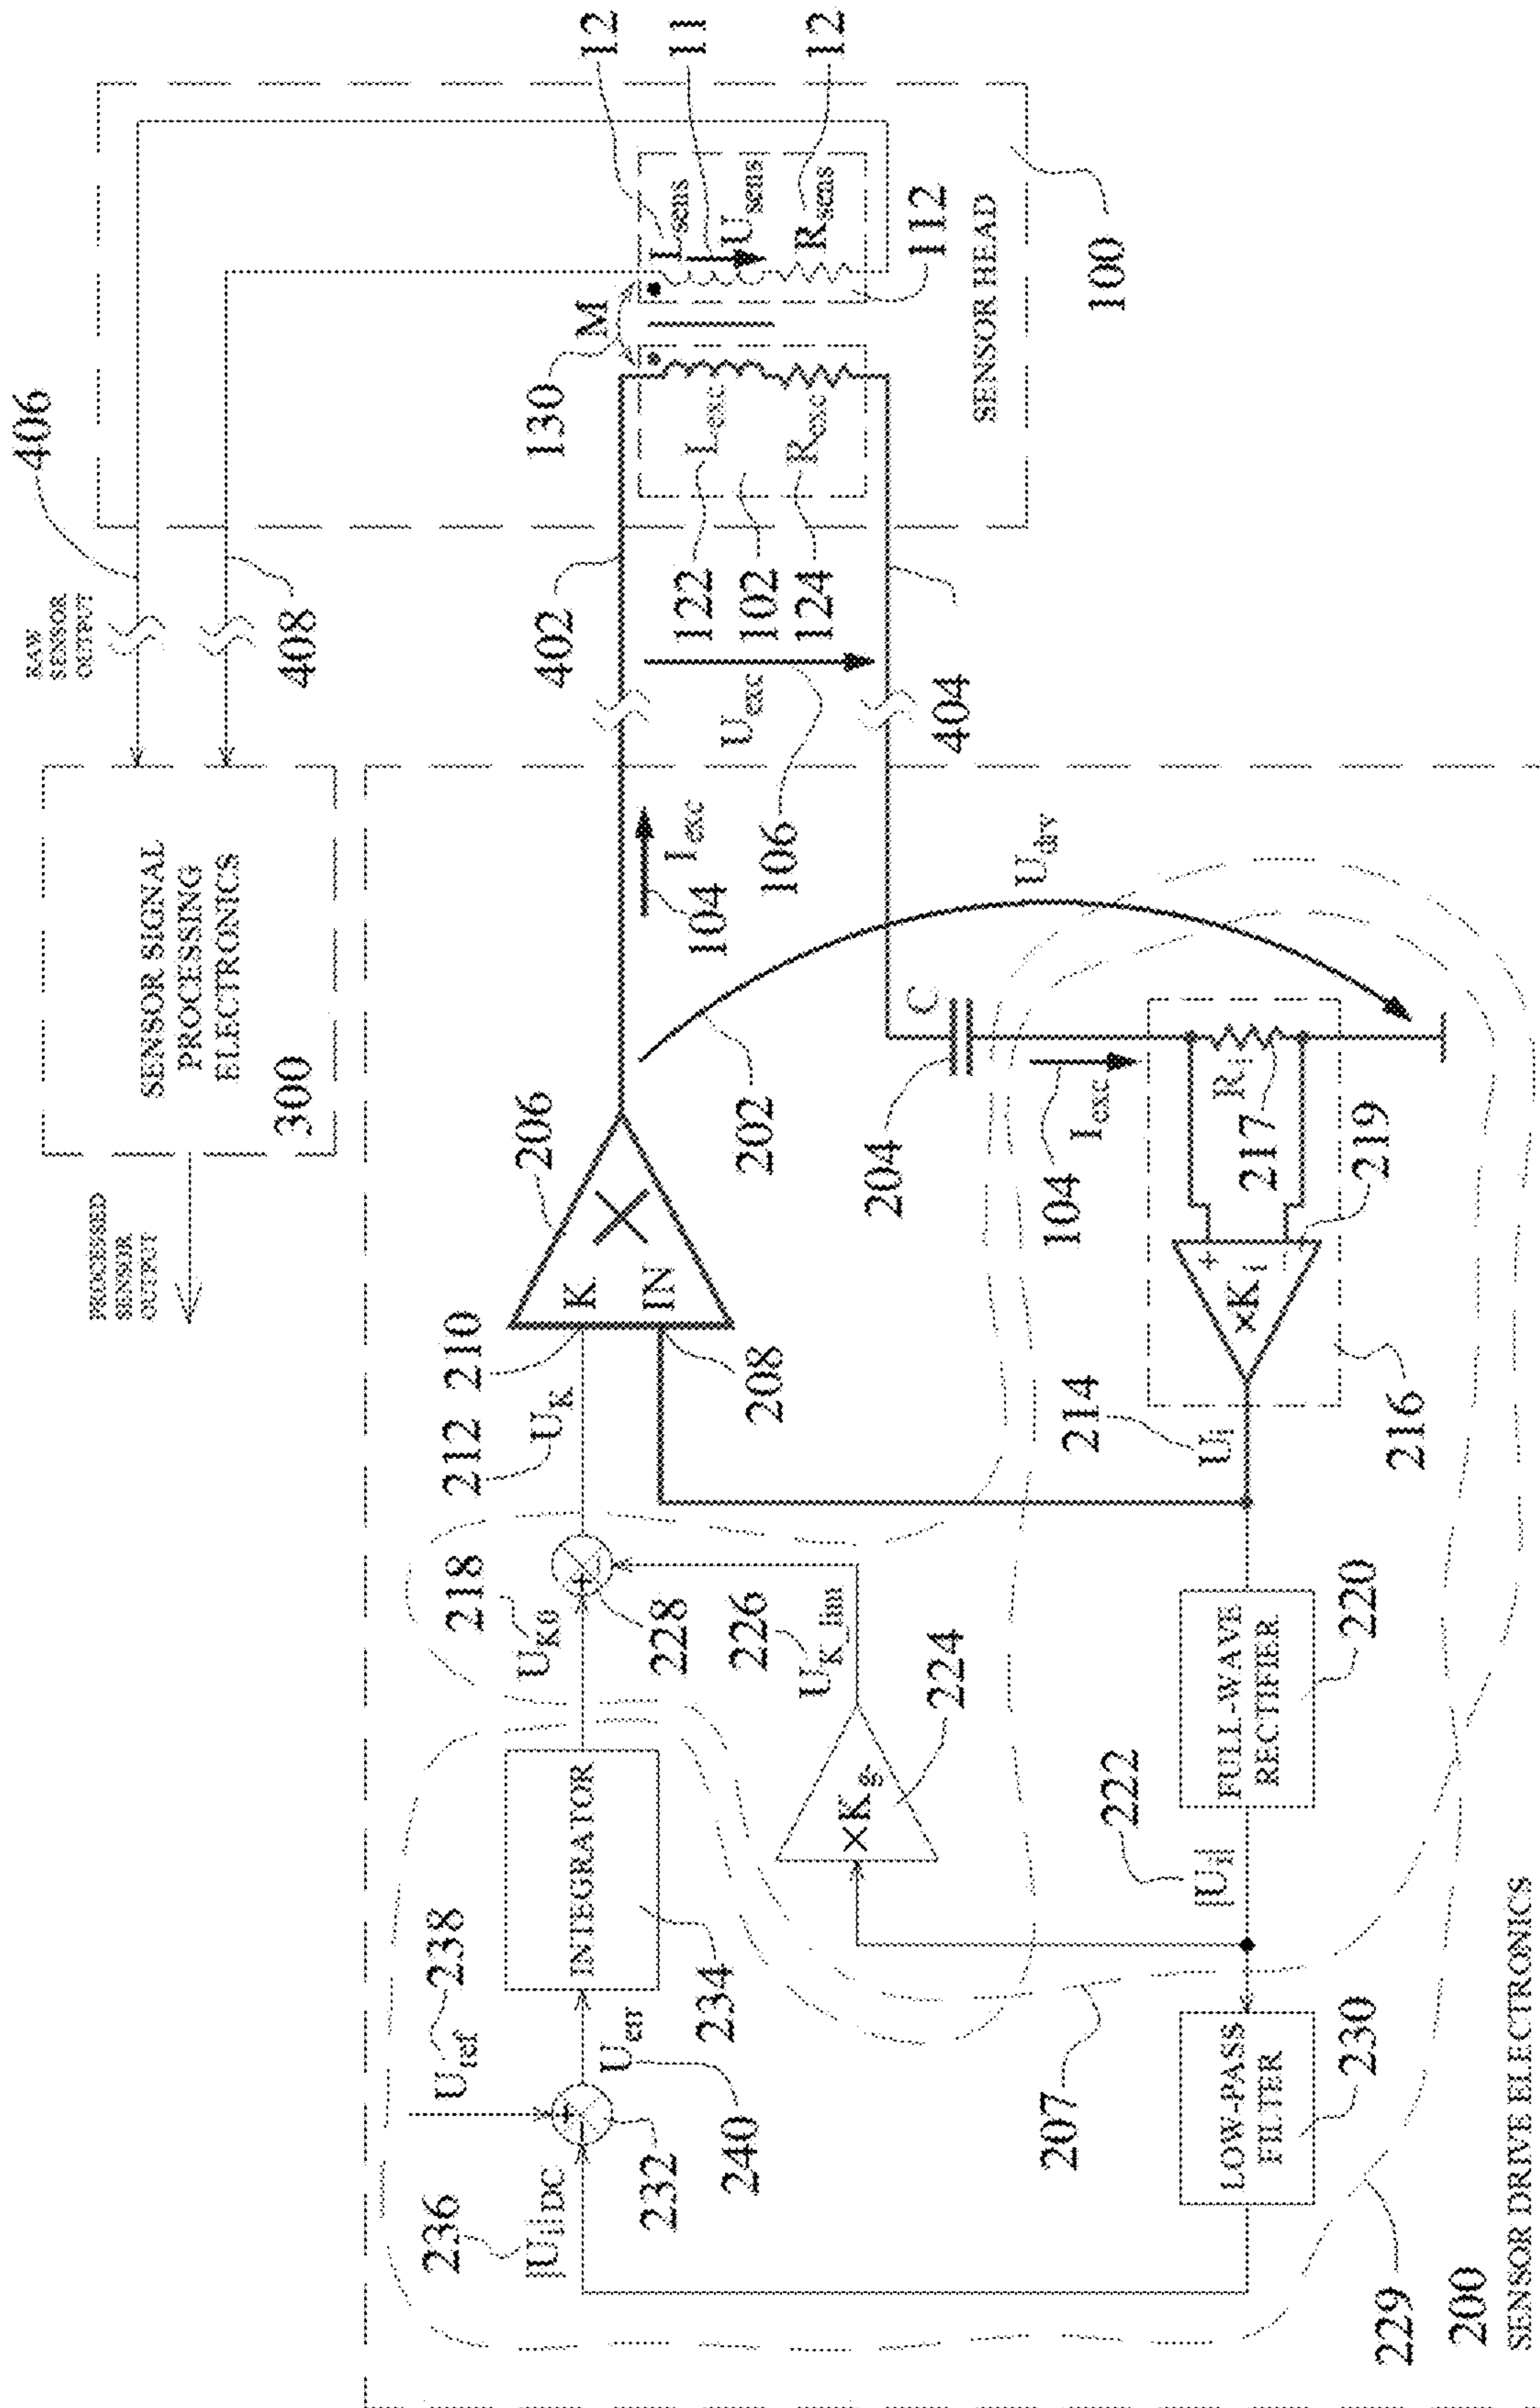 PROCESSED
SENSOR
OUTPUT
SENSOR SIGNAL
PROCESSING
ELECTRONICS
300
RAW
SENSOR
OUTPUT
406
408
12
11
12
M
130
L_sens
U_sens
R_sens
112
L_exc
R_exc
SENSOR HEAD
100
402
122
102
124
404
U_exc
106
I_exc
104
U_drv
202
206
K
IN
X
210
208
212
U_K
218
U_K0
228
226
U_K_lim
224
×K_g
INTEGRATOR
234
238
U_ref
U_err
240
232
236
|U_i|_DC
C
204
104
I_exc
R_i
217
219
×K_i
+
214
U_i
216
FULL-WAVE
RECTIFIER
220
222
|U_i|
207
LOW-PASS
FILTER
230
229
200
SENSOR DRIVE ELECTRONICS